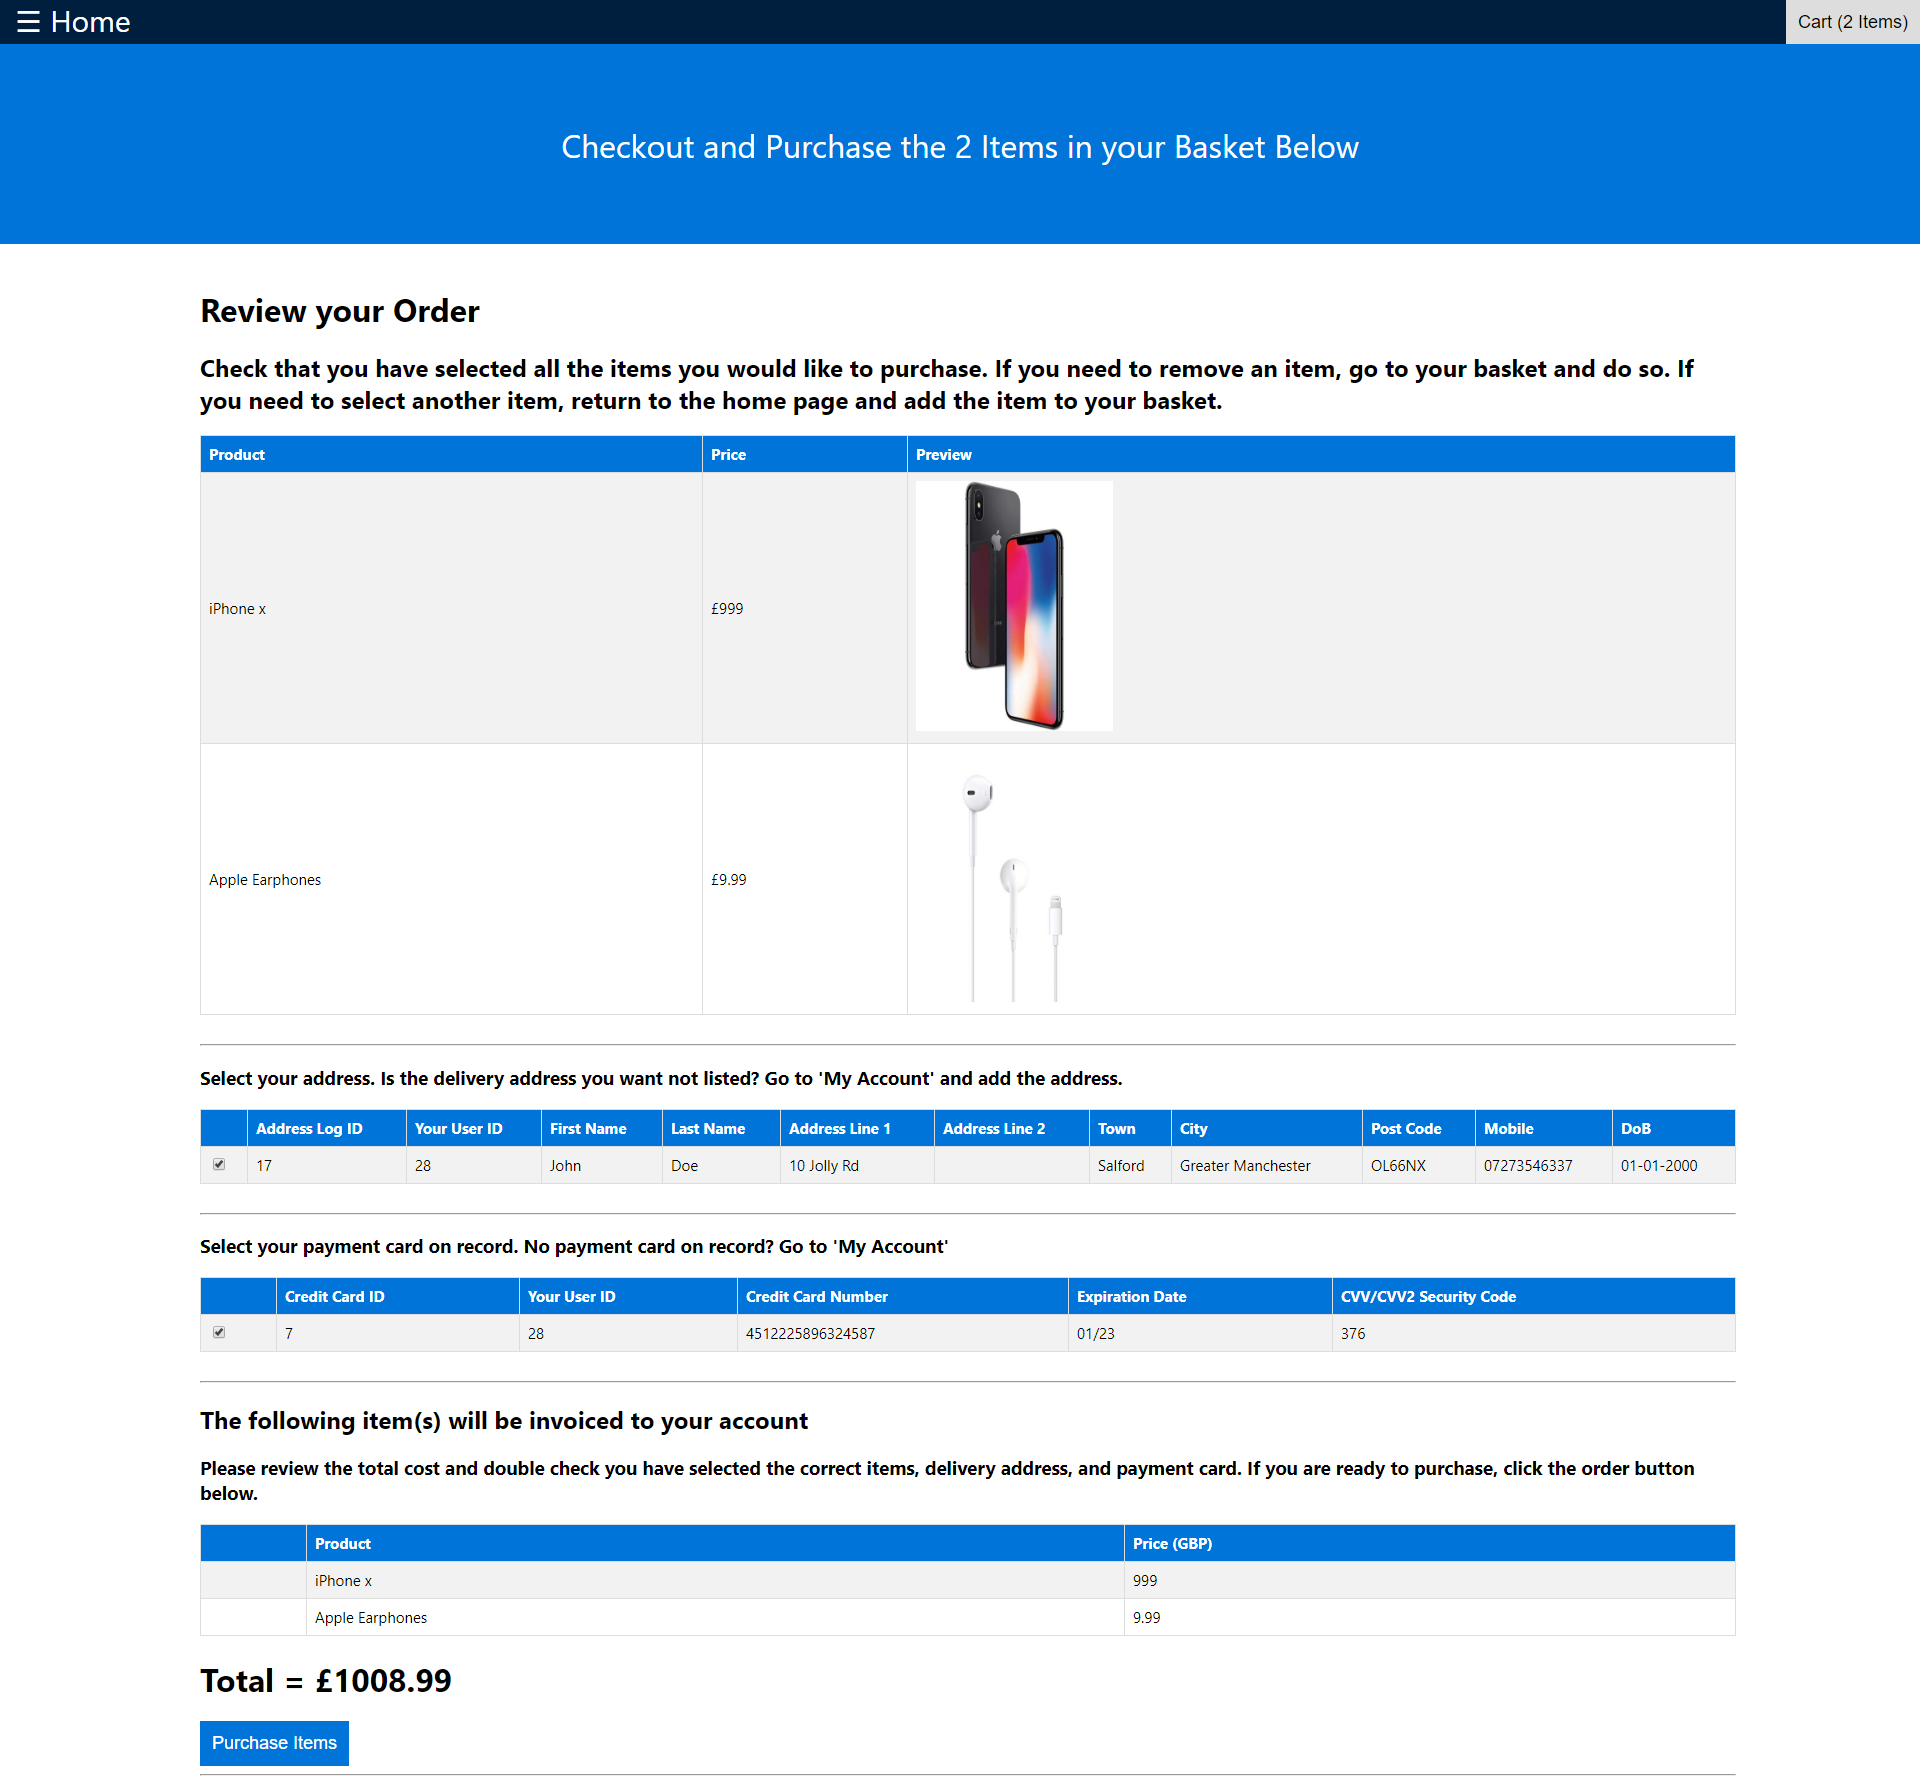 ☰ Home
Cart (2 Items)
Checkout and Purchase the 2 Items in your Basket Below
Review your Order
Check that you have selected all the items you would like to purchase. If you need to remove an item, go to your basket and do so. If
you need to select another item, return to the home page and add the item to your basket.
Product Price Preview
iPhone x £999
Apple Earphones £9.99
Select your address. Is the delivery address you want not listed? Go to 'My Account' and add the address.
Address Log ID Your User ID First Name Last Name Address Line 1 Address Line 2 Town City Post Code Mobile DoB
17 28 John Doe 10 Jolly Rd Salford Greater Manchester OL66NX 07273546337 01-01-2000
Select your payment card on record. No payment card on record? Go to 'My Account'
Credit Card ID Your User ID Credit Card Number Expiration Date CVV/CVV2 Security Code
7 28 4512225896324587 01/23 376
The following item(s) will be invoiced to your account
Please review the total cost and double check you have selected the correct items, delivery address, and payment card. If you are ready to purchase, click the order button
below.
Product Price (GBP)
iPhone x 999
Apple Earphones 9.99
Total = £1008.99
Purchase Items